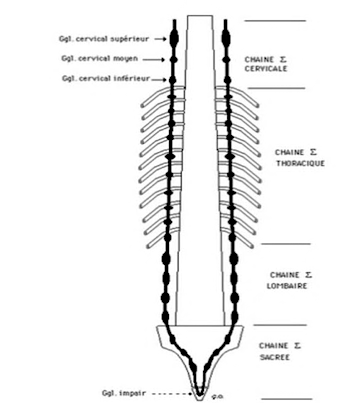 Ggl. cervical supérieur
Ggl. cervical moyen
Ggl. cervical inférieur
CHAINE Σ
CERVICALE
CHAINE Σ
THORACIQUE
CHAINE Σ
LOMBAIRE
CHAINE Σ
SACREE
Ggl. impair